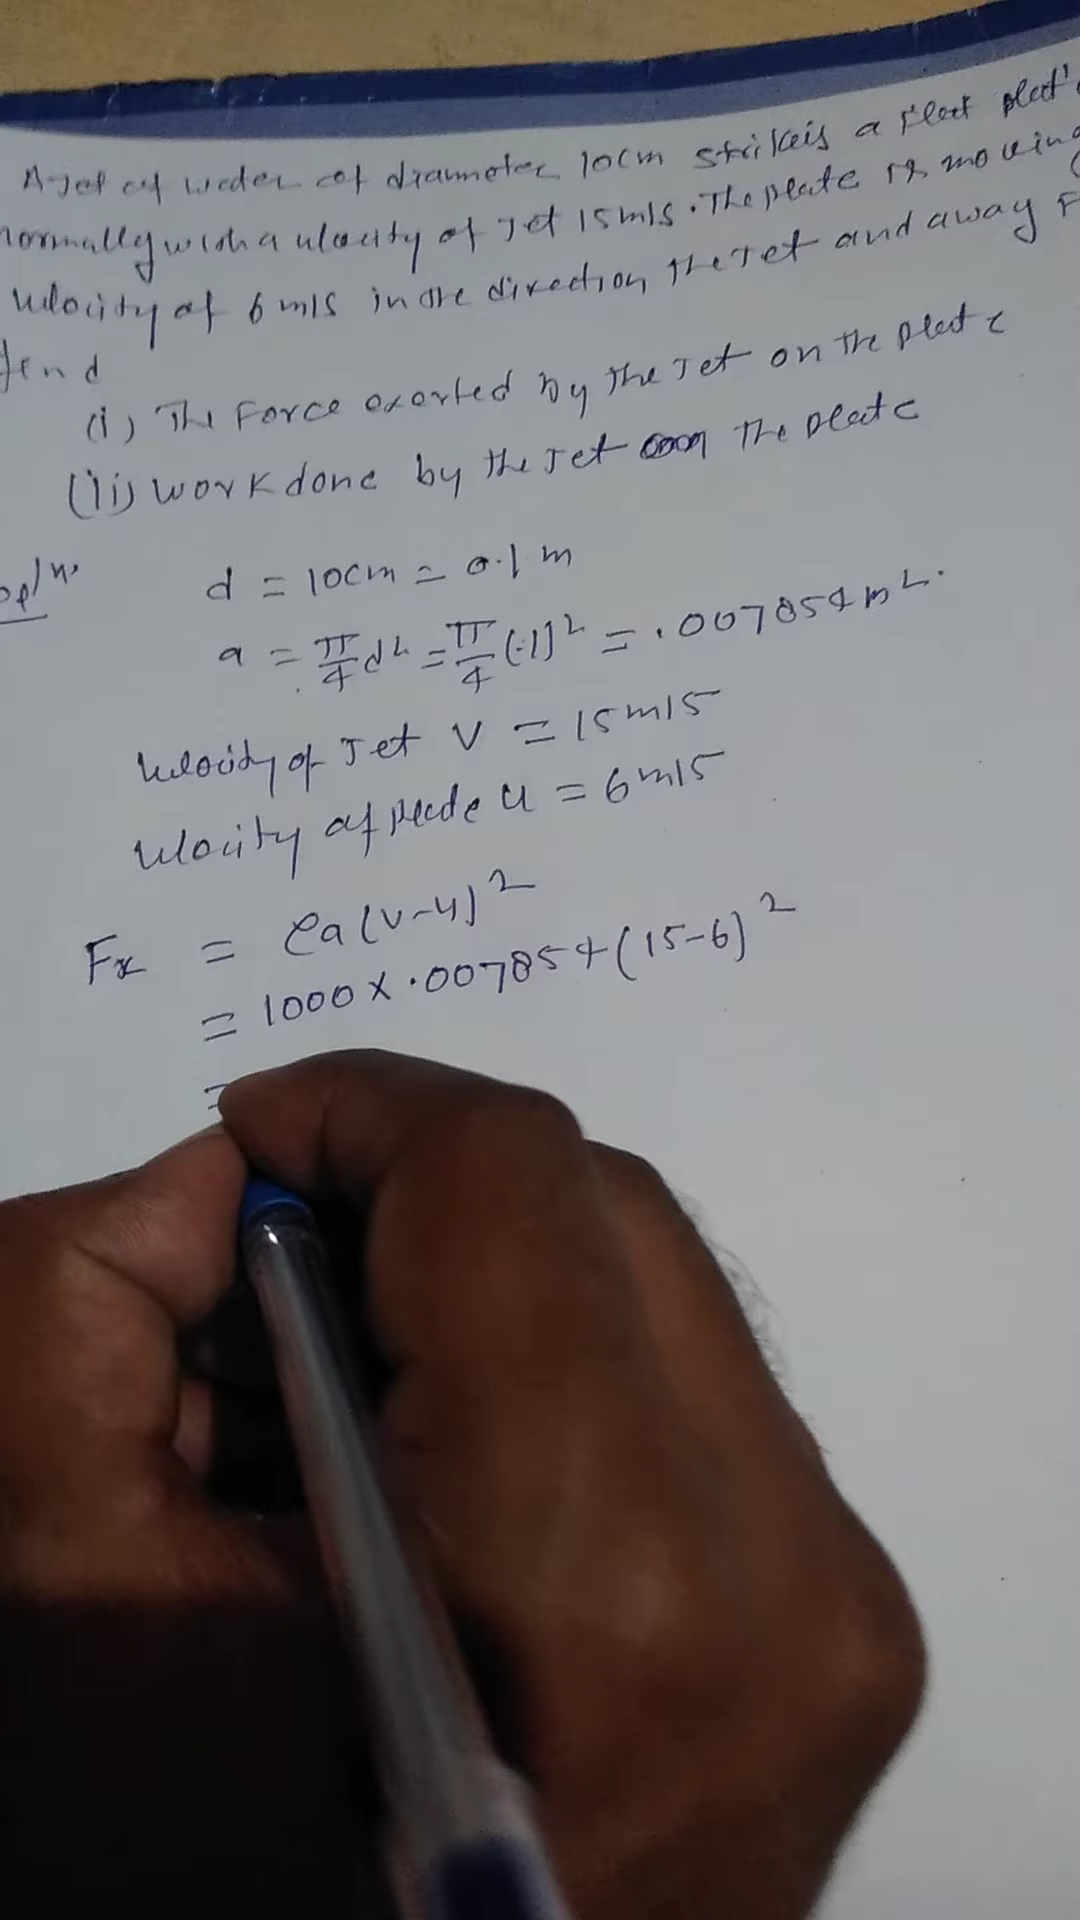 A Jet of water of diameter 10cm strikeis a flat plate
normally with a velocity of Jet 15m/s. The plate is moving
velocity of 6 m/s in the direction the Jet and away
find
(i) The Force exerted by the Jet on the plate
(ii) work done by the Jet on the plate
Sol/n.
d = 10cm = 0.1 m
a = π/4 d² = π/4 (.1)² = .007854 m².
velocity of Jet V = 15m/s
velocity of plate u = 6m/s
Fx = ρa(v-u)²
= 1000 x .007854 (15-6)²
=